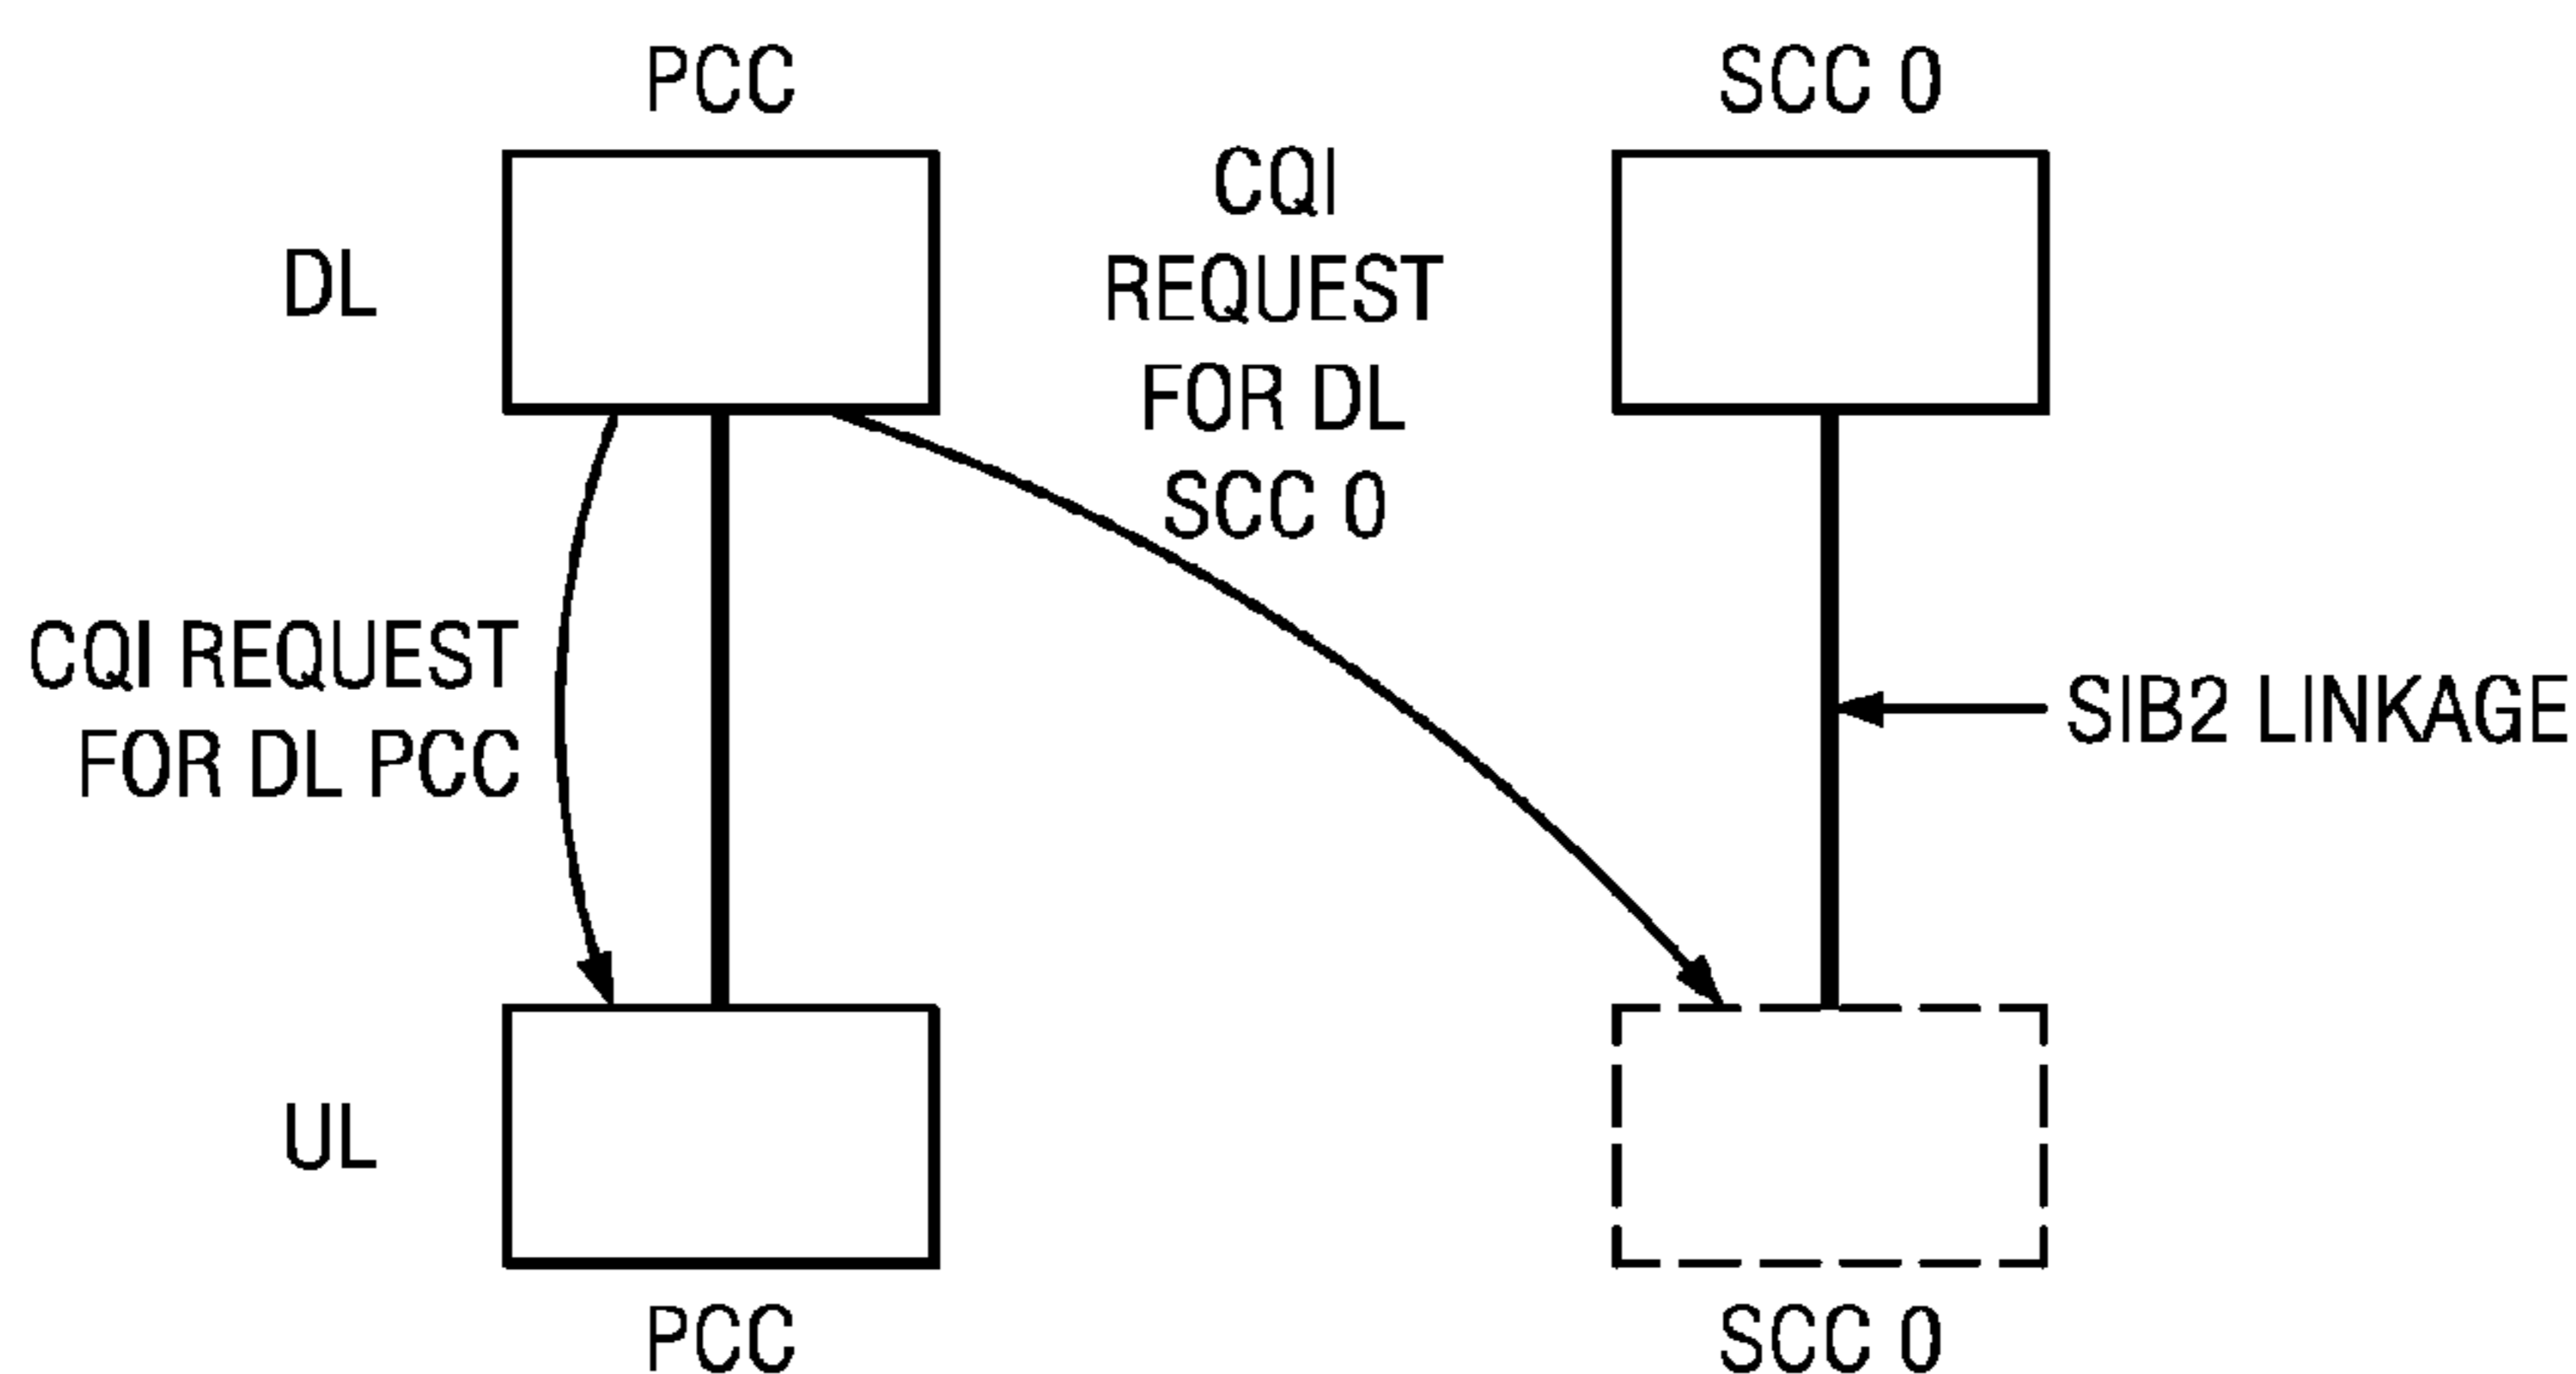 PCC
SCC 0
CQI
REQUEST
FOR DL
SCC 0
DL
CQI REQUEST
FOR DL PCC
SIB2 LINKAGE
UL
PCC
SCC 0